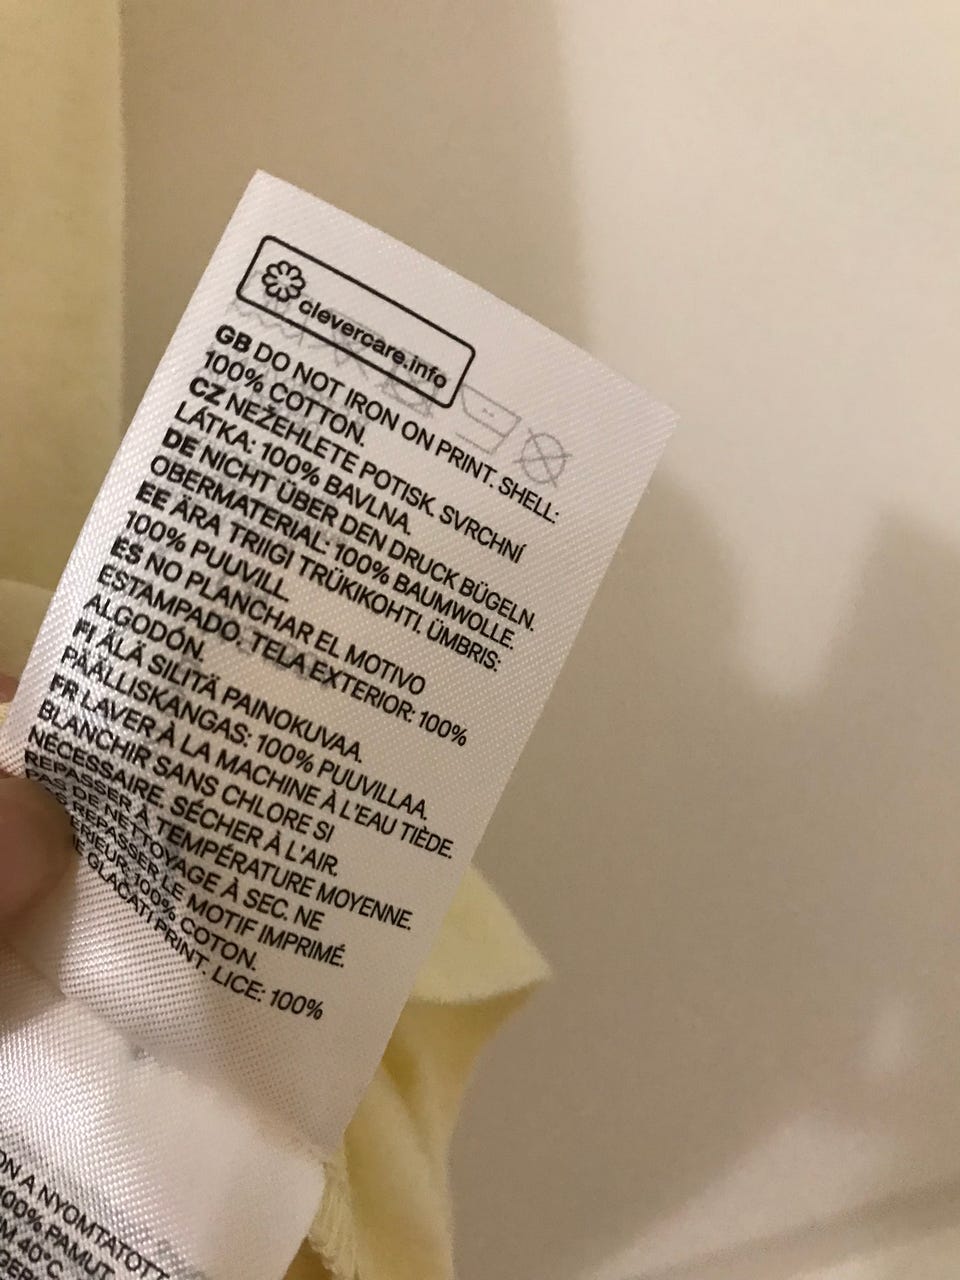 clevercare.info
GB DO NOT IRON ON PRINT. SHELL:
100% COTTON.
CZ NEŽEHLETE POTISK. SVRCHNÍ
LÁTKA: 100% BAVLNA.
DE NICHT ÜBER DEN DRUCK BÜGELN.
OBERMATERIAL: 100% BAUMWOLLE.
EE ÄRA TRIIGI TRÜKIKOHTI. ÜMBRIS:
100% PUUVILL.
ES NO PLANCHAR EL MOTIVO
ESTAMPADO. TELA EXTERIOR: 100%
ALGODÓN.
FI ÄLÄ SILITÄ PAINOKUVAA.
PÄÄLLISKANGAS: 100% PUUVILLAA.
FR LAVER À LA MACHINE À L'EAU TIÈDE.
BLANCHIR SANS CHLORE SI
NÉCESSAIRE. SÉCHER À L'AIR.
REPASSER À TEMPÉRATURE MOYENNE.
PAS DE NETTOYAGE À SEC. NE
REPASSER LE MOTIF IMPRIMÉ.
100% COTON.
GLAČATI PRINT. LICE: 100%
A NYOMTATOTT
100% PAMUT
40°C